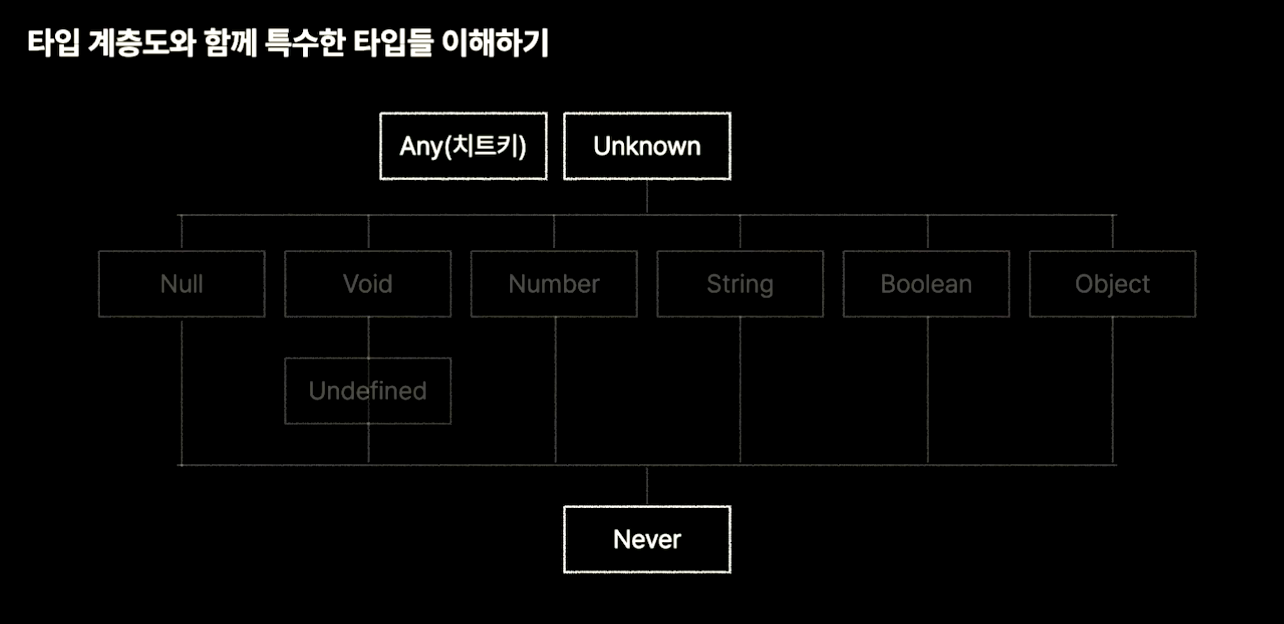 타입 계층도와 함께 특수한 타입들 이해하기
Any(치트키)
Unknown
Null
Void
Number
String
Boolean
Object
Undefined
Never